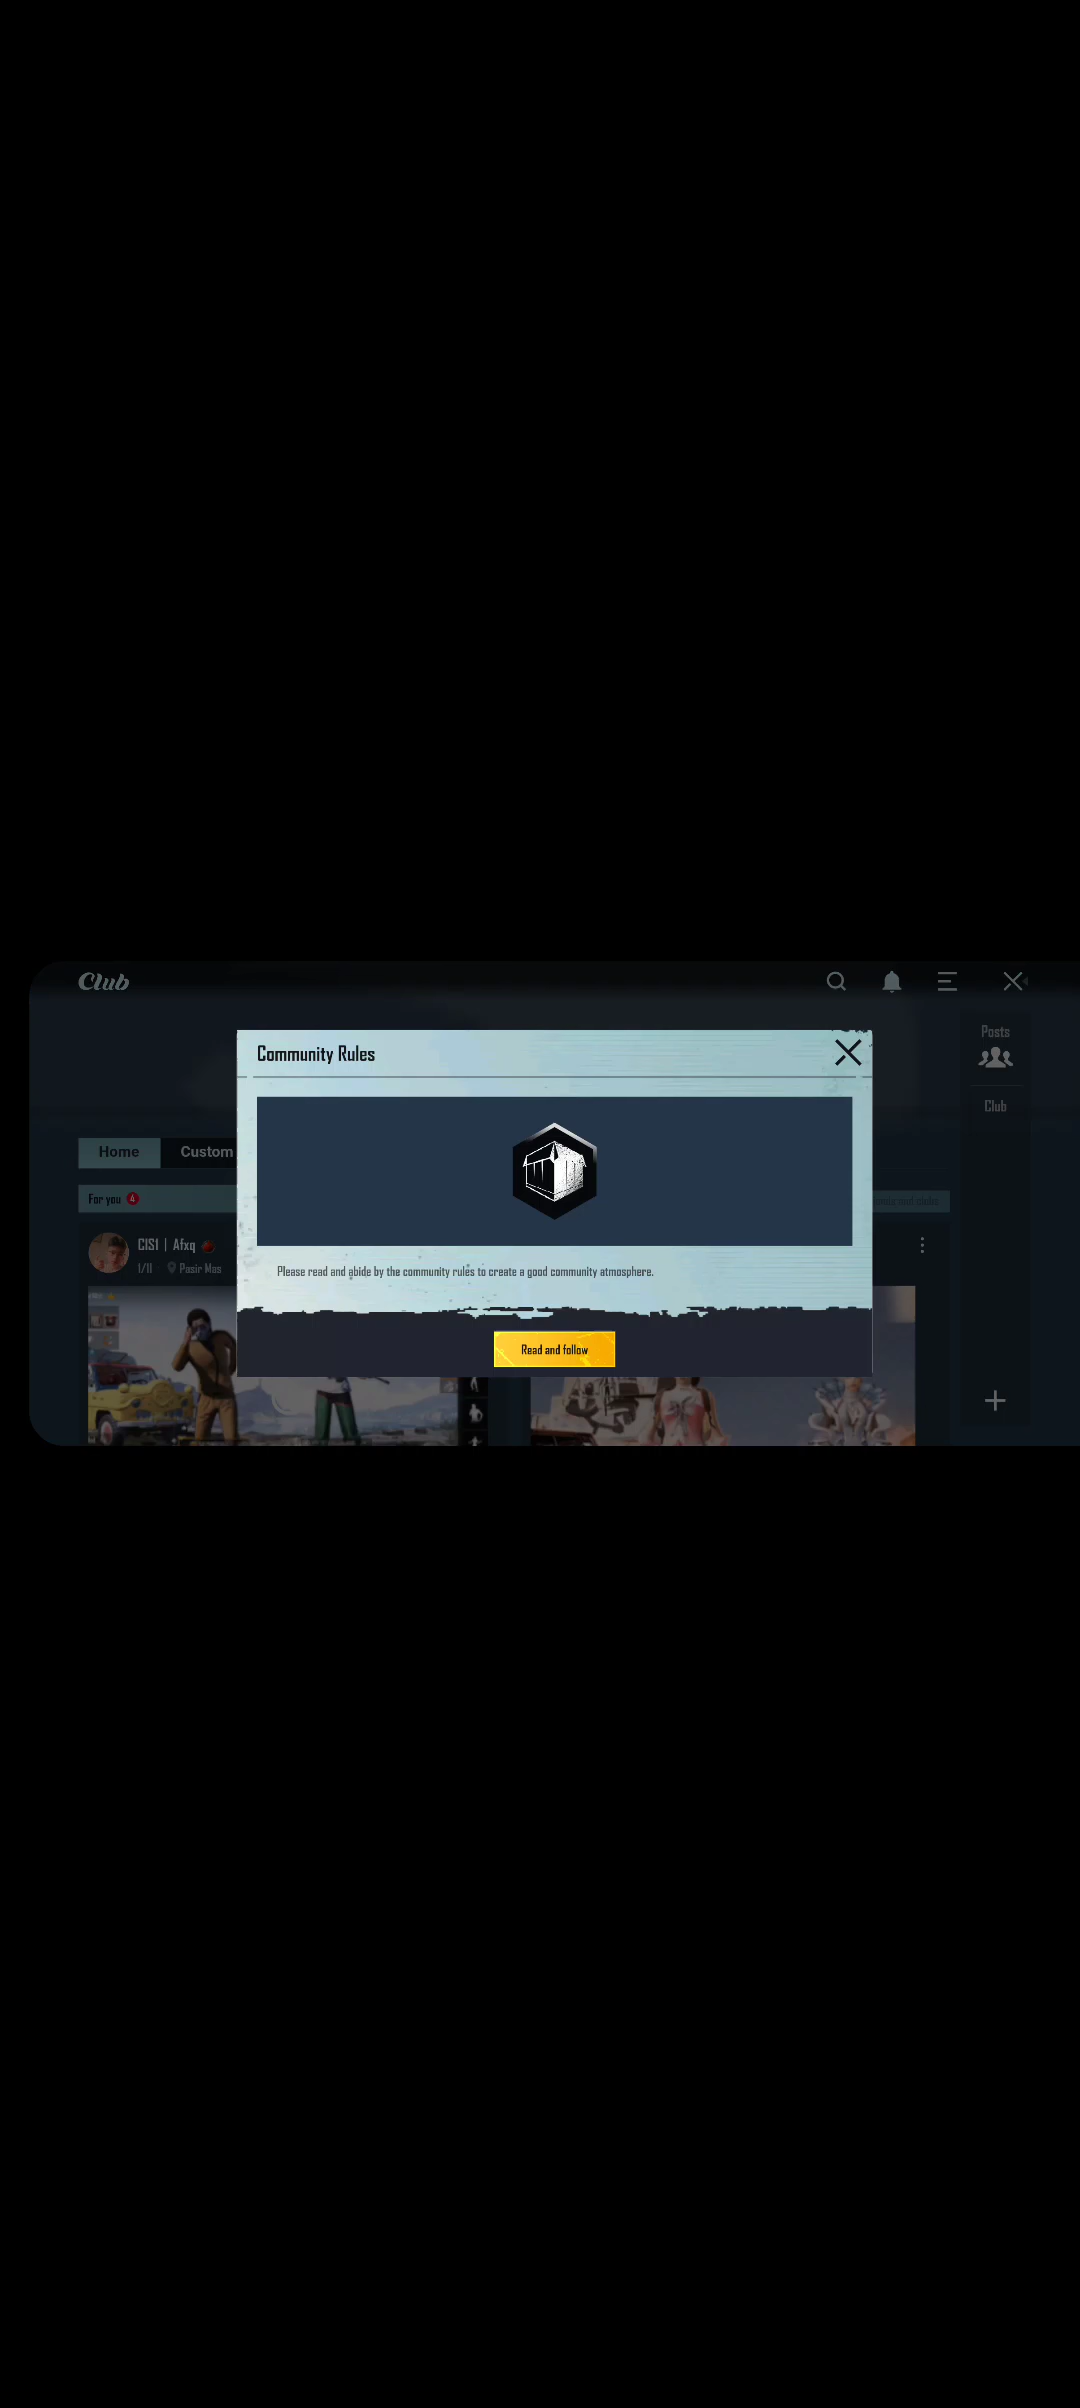 Club
Posts
Community Rules
Club
Home
Custom
For you 4
CIS1 | Afxq
1/11 Pasir Mas
Please read and abide by the community rules to create a good community atmosphere.
Read and follow